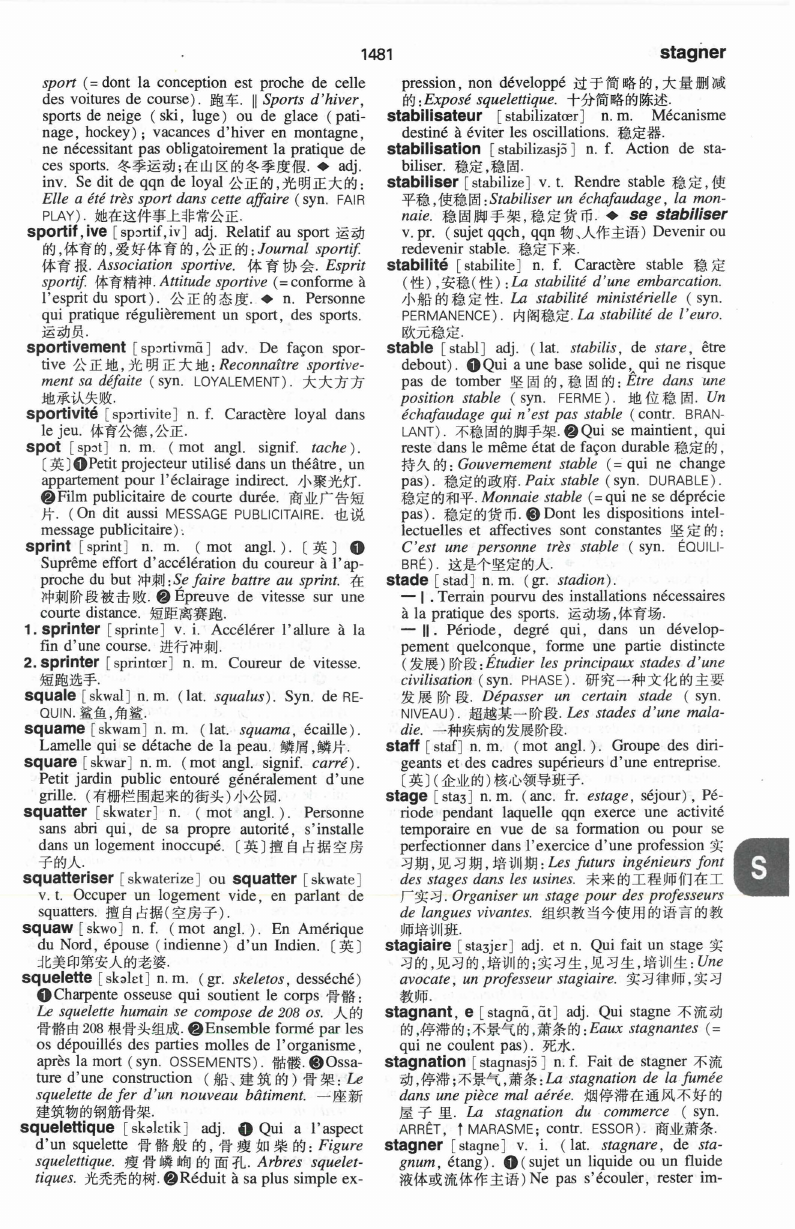 1481
stagner
sport (= dont la conception est proche de celle
des voitures de course). 跑车. ‖ Sports d'hiver,
sports de neige ( ski, luge) ou de glace ( pati-
nage, hockey) ; vacances d'hiver en montagne,
ne nécessitant pas obligatoirement la pratique de
ces sports. 冬季运动;在山区的冬季度假. ◆ adj.
inv. Se dit de qqn de loyal 公正的,光明正大的:
Elle a été très sport dans cette affaire ( syn. FAIR
PLAY). 她在这件事上非常公正.
sportif, ive [spɔrtif,iv] adj. Relatif au sport 运动
的,体育的,爱好体育的,公正的:Journal sportif.
体育报. Association sportive. 体育协会. Esprit
sportif. 体育精神. Attitude sportive (= conforme à
l'esprit du sport). 公正的态度. ◆ n. Personne
qui pratique régulièrement un sport, des sports.
运动员.
sportivement [spɔrtivmɑ̃] adv. De façon spor-
tive 公正地,光明正大地: Reconnaître sportive-
ment sa défaite ( syn. LOYALEMENT). 大大方方
地承认失败.
sportivité [spɔrtivite] n. f. Caractère loyal dans
le jeu. 体育公德,公正.
spot [spɔt] n. m. ( mot angl. signif. tache).
〔英〕❶Petit projecteur utilisé dans un théâtre, un
appartement pour l'éclairage indirect. 小聚光灯.
❷Film publicitaire de courte durée. 商业广告短
片. (On dit aussi MESSAGE PUBLICITAIRE. 也说
message publicitaire).
sprint [sprint] n. m. ( mot angl. ). 〔英〕 ❶
Suprême effort d'accélération du coureur à l'ap-
proche du but 冲刺:Se faire battre au sprint. 在
冲刺阶段被击败. ❷ Épreuve de vitesse sur une
courte distance. 短距离赛跑.
1. sprinter [sprinte] v. i. Accélérer l'allure à la
fin d'une course. 进行冲刺.
2. sprinter [sprintœr] n. m. Coureur de vitesse.
短跑选手.
squale [skwal] n. m. (lat. squalus). Syn. de RE-
QUIN. 鲨鱼,角鲨.
squame [skwam] n. m. (lat. squama, écaille).
Lamelle qui se détache de la peau. 鳞屑,鳞片.
square [skwar] n. m. (mot angl. signif. carré).
Petit jardin public entouré généralement d'une
grille. (有栅栏围起来的街头)小公园.
squatter [skwatɛr] n. ( mot angl. ). Personne
sans abri qui, de sa propre autorité, s'installe
dans un logement inoccupé. 〔英〕擅自占据空房
子的人.
squatteriser [skwaterize] ou squatter [skwate]
v. t. Occuper un logement vide, en parlant de
squatters. 擅自占据(空房子).
squaw [skwo] n. f. (mot angl. ). En Amérique
du Nord, épouse (indienne) d'un Indien. 〔英〕
北美印第安人的老婆.
squelette [skəlɛt] n. m. (gr. skeletos, desséché)
❶Charpente osseuse qui soutient le corps 骨骼:
Le squelette humain se compose de 208 os. 人的
骨骼由 208 根骨头组成. ❷Ensemble formé par les
os dépouillés des parties molles de l'organisme,
après la mort (syn. OSSEMENTS). 骷髅. ❸Ossa-
ture d'une construction (船、建筑的)骨架: Le
squelette de fer d'un nouveau bâtiment. 一座新
建筑物的钢筋骨架.
squelettique [skəlɛtik] adj. ❶ Qui a l'aspect
d'un squelette 骨骼般的,骨瘦如柴的: Figure
squelettique. 瘦骨嶙峋的面孔. Arbres squelet-
tiques. 光秃秃的树. ❷Réduit à sa plus simple ex-
pression, non développé 过于简略的,大量删减
的:Exposé squelettique. 十分简略的陈述.
stabilisateur [stabilizatœr] n. m. Mécanisme
destiné à éviter les oscillations. 稳定器.
stabilisation [stabilizasjɔ̃] n. f. Action de sta-
biliser. 稳定,稳固.
stabiliser [stabilize] v. t. Rendre stable 稳定,使
平稳,使稳固:Stabiliser un échafaudage, la mon-
naie. 稳固脚手架,稳定货币. ◆ se stabiliser
v. pr. (sujet qqch, qqn 物、人作主语) Devenir ou
redevenir stable. 稳定下来.
stabilité [stabilite] n. f. Caractère stable 稳定
(性),安稳(性):La stabilité d'une embarcation.
小船的稳定性. La stabilité ministérielle ( syn.
PERMANENCE). 内阁稳定. La stabilité de l'euro.
欧元稳定.
stable [stabl] adj. ( lat. stabilis, de stare, être
debout). ❶Qui a une base solide, qui ne risque
pas de tomber 坚固的,稳固的: Être dans une
position stable ( syn. FERME). 地位稳固. Un
échafaudage qui n'est pas stable ( contr. BRAN-
LANT). 不稳固的脚手架. ❷Qui se maintient, qui
reste dans le même état de façon durable 稳定的,
持久的: Gouvernement stable (= qui ne change
pas). 稳定的政府. Paix stable ( syn. DURABLE).
稳定的和平. Monnaie stable (= qui ne se déprécie
pas). 稳定的货币. ❸ Dont les dispositions intel-
lectuelles et affectives sont constantes 坚定的:
C'est une personne très stable ( syn. ÉQUILI-
BRÉ). 这是个坚定的人.
stade [stad] n. m. (gr. stadion).
— Ⅰ. Terrain pourvu des installations nécessaires
à la pratique des sports. 运动场,体育场.
— Ⅱ. Période, degré qui, dans un dévelop-
pement quelconque, forme une partie distincte
(发展)阶段:Étudier les principaux stades d'une
civilisation (syn. PHASE). 研究一种文化的主要
发展阶段. Dépasser un certain stade ( syn.
NIVEAU). 超越某一阶段. Les stades d'une mala-
die. 一种疾病的发展阶段.
staff [staf] n. m. (mot angl. ). Groupe des diri-
geants et des cadres supérieurs d'une entreprise.
〔英〕(企业的)核心领导班子.
stage [staʒ] n. m. (anc. fr. estage, séjour), Pé-
riode pendant laquelle qqn exerce une activité
temporaire en vue de sa formation ou pour se
perfectionner dans l'exercice d'une profession 实
习期,见习期,培训期: Les futurs ingénieurs font
des stages dans les usines. 未来的工程师们在工
厂实习. Organiser un stage pour des professeurs
de langues vivantes. 组织教当今使用的语言的教
师培训班.
stagiaire [staʒjɛr] adj. et n. Qui fait un stage 实
习的,见习的,培训的;实习生,见习生,培训生: Une
avocate, un professeur stagiaire. 实习律师,实习
教师.
stagnant, e [stagnɑ̃, ɑ̃t] adj. Qui stagne 不流动
的,停滞的;不景气的,萧条的:Eaux stagnantes (=
qui ne coulent pas). 死水.
stagnation [stagnasjɔ̃] n. f. Fait de stagner 不流
动,停滞;不景气,萧条:La stagnation de la fumée
dans une pièce mal aérée. 烟停滞在通风不好的
屋子里. La stagnation du commerce ( syn.
ARRÊT, ↑MARASME; contr. ESSOR). 商业萧条.
stagner [stagne] v. i. ( lat. stagnare, de sta-
gnum, étang). ❶(sujet un liquide ou un fluide
液体或流体作主语)Ne pas s'écouler, rester im-
S